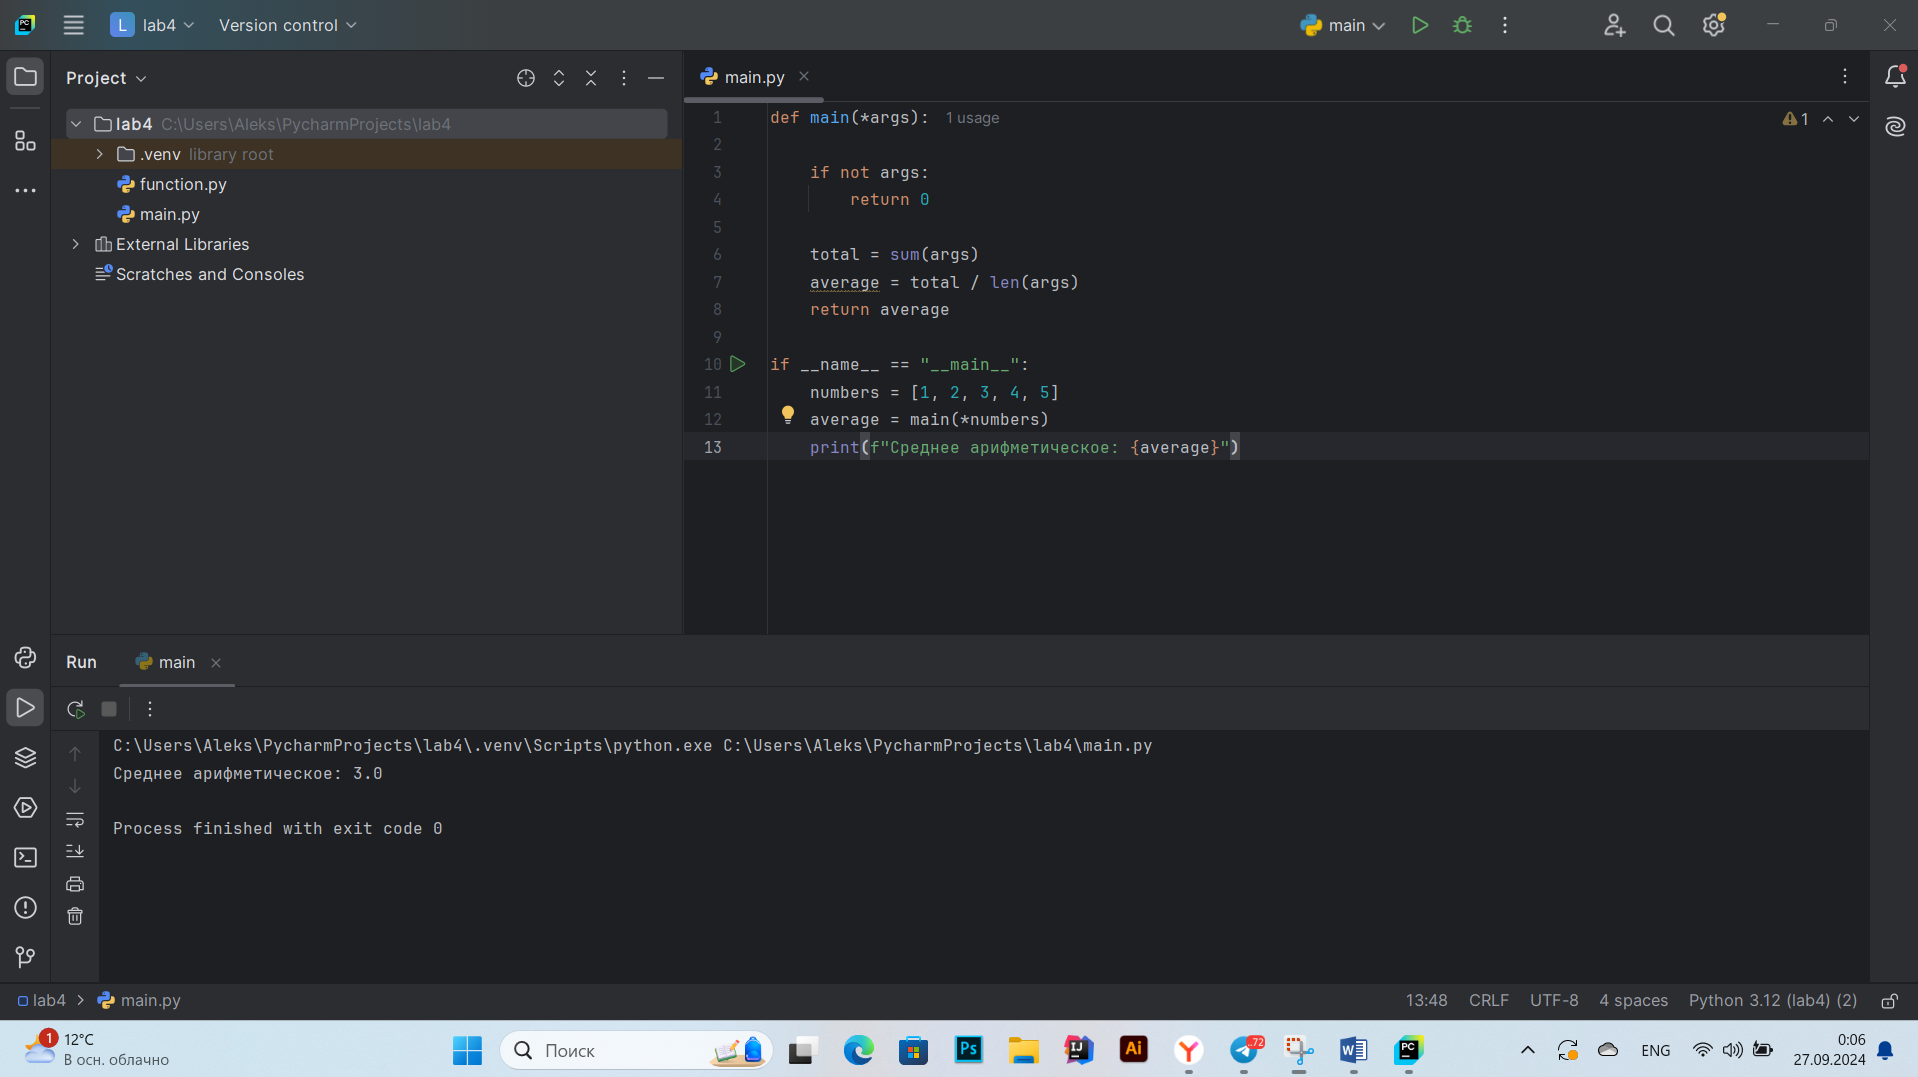 L lab4 Version control main
Project
main.py
lab4 C:\Users\Aleks\PycharmProjects\lab4
.venv library root
function.py
main.py
External Libraries
Scratches and Consoles
1 def main(*args): 1 usage
1
2
3 if not args:
4 return 0
5
6 total = sum(args)
7 average = total / len(args)
8 return average
9
10 if __name__ == "__main__":
11 numbers = [1, 2, 3, 4, 5]
12 average = main(*numbers)
13 print(f"Среднее арифметическое: {average}")
Run main
C:\Users\Aleks\PycharmProjects\lab4\.venv\Scripts\python.exe C:\Users\Aleks\PycharmProjects\lab4\main.py
Среднее арифметическое: 3.0
Process finished with exit code 0
lab4 > main.py 13:48 CRLF UTF-8 4 spaces Python 3.12 (lab4) (2)
1 12°C
В осн. облачно
Поиск
Ps
IJ
Ai
Y
..72
W
PC
ENG
0:06
27.09.2024